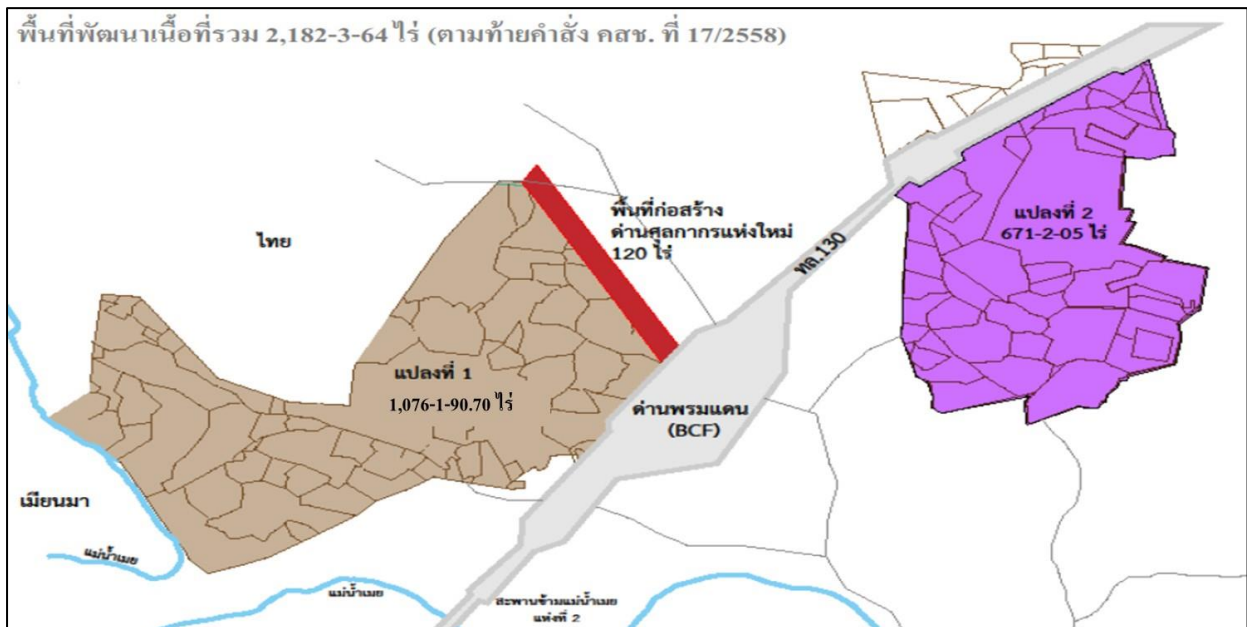 พื้นที่พัฒนาเนื้อที่รวม 2,182-3-64 ไร่ (ตามท้ายคำสั่ง คสช. ที่ 17/2558)
พื้นที่ก่อสร้าง
ด่านศุลกากรแห่งใหม่
120 ไร่
ไทย
ทล.130
แปลงที่ 2
671-2-05 ไร่
แปลงที่ 1
1,076-1-90.70 ไร่
ด่านพรมแดน
(BCF)
เมียนมา
แม่น้ำเมย
แม่น้ำเมย
สะพานข้ามแม่น้ำเมย
แห่งที่ 2